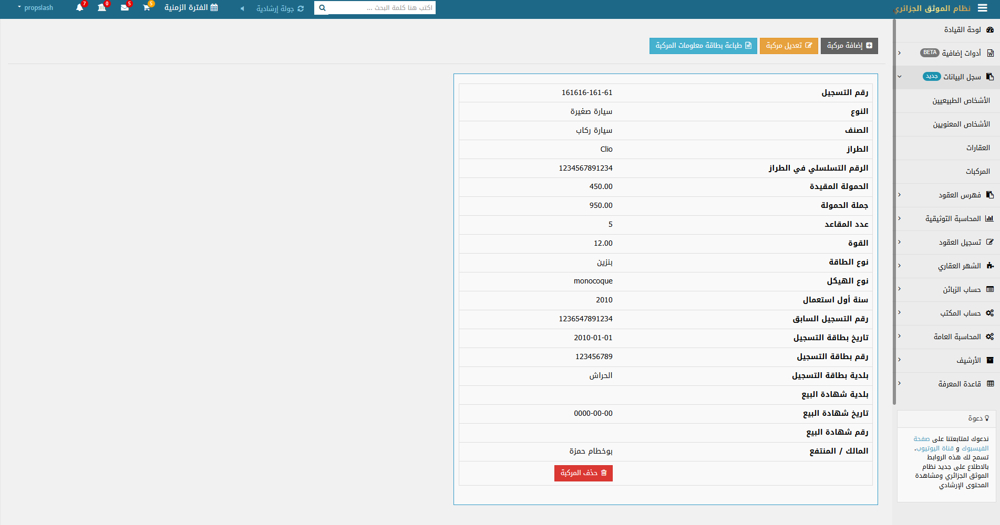 نظام الموثق الجزائري
اكتب هنا كلمة البحث ...
جولة إرشادية
الفترة الزمنية
5
5
0
7
propslash
لوحة القيادة
أدوات إضافية BETA
سجل البيانات جديد
الأشخاص الطبيعيين
الأشخاص المعنويين
العقارات
المركبات
فهرس العقود
المحاسبة التوثيقية
تسجيل العقود
الشهر العقاري
حساب الزبائن
حساب المكتب
المحاسبة العامة
الأرشيف
قاعدة المعرفة
دعوة
ندعوك لمتابعتنا على صفحة
الفيسبوك و قناة اليوتيوب.
تسمح لك هذه الروابط
بالاطلاع على جديد نظام
الموثق الجزائري ومشاهدة
المحتوى الإرشادي
إضافة مركبة
تعديل مركبة
طباعة بطاقة معلومات المركبة
رقم التسجيل 161616-161-61
النوع سيارة صغيرة
الصنف سيارة ركاب
الطراز Clio
الرقم التسلسلي في الطراز 1234567891234
الحمولة المقيدة 450.00
جملة الحمولة 950.00
عدد المقاعد 5
القوة 12.00
نوع الطاقة بنزين
نوع الهيكل monocoque
سنة أول استعمال 2010
رقم التسجيل السابق 1236547891234
تاريخ بطاقة التسجيل 2010-01-01
رقم بطاقة التسجيل 123456789
بلدية بطاقة التسجيل الحراش
بلدية شهادة البيع
تاريخ شهادة البيع 0000-00-00
رقم شهادة البيع
المالك / المنتفع بوخطام حمزة
حذف المركبة